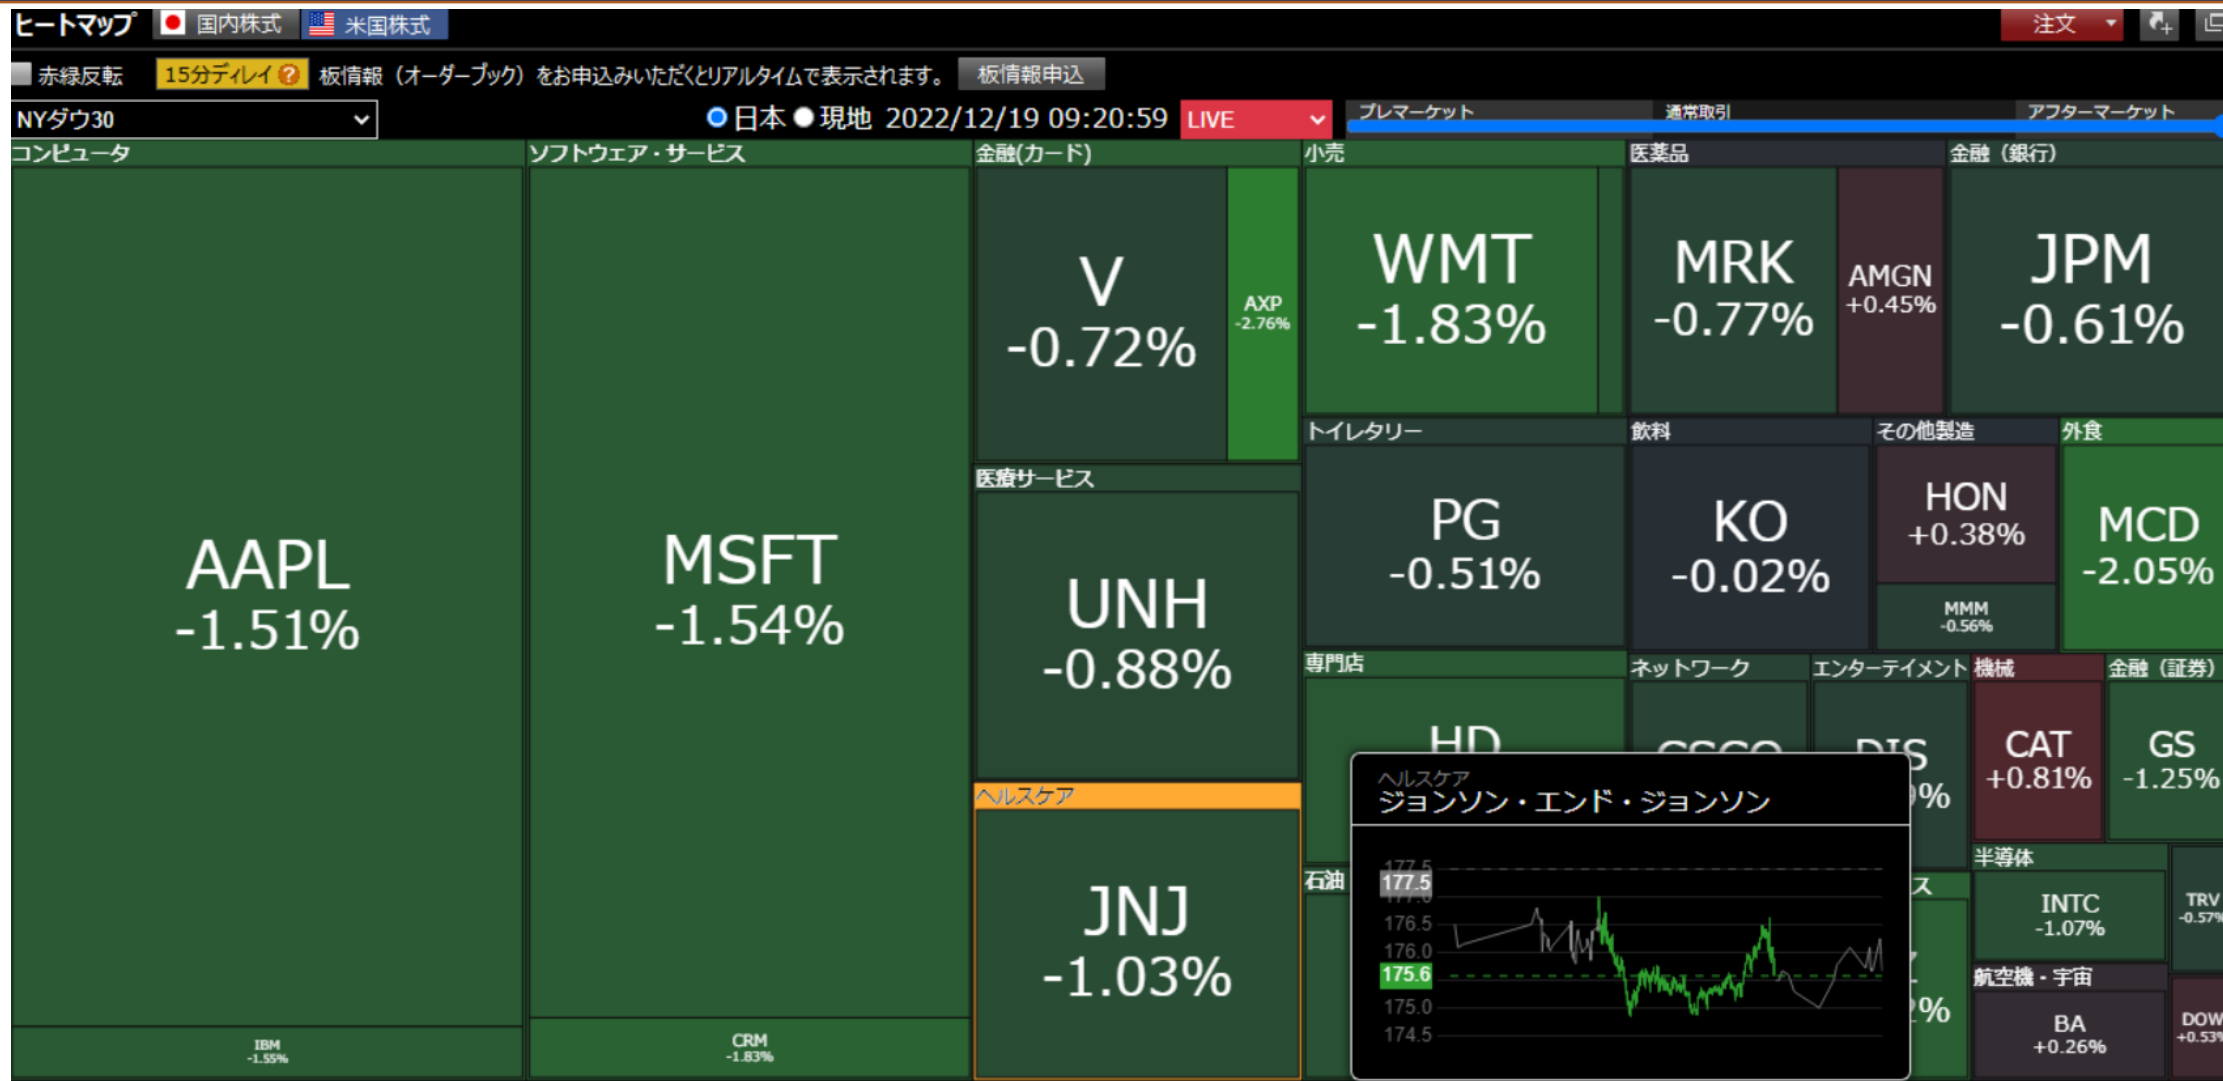 ヒートマップ 国内株式 米国株式 注文
赤緑反転 15分ディレイ ? 板情報（オーダーブック）をお申込みいただくとリアルタイムで表示されます。 板情報申込
NYダウ30 日本 現地 2022/12/19 09:20:59 LIVE プレマーケット 通常取引 アフターマーケット
コンピュータ
AAPL
-1.51%
IBM
-1.55%
ソフトウェア・サービス
MSFT
-1.54%
CRM
-1.83%
金融(カード)
V
-0.72%
AXP
-2.76%
医療サービス
UNH
-0.88%
ヘルスケア
JNJ
-1.03%
小売
WMT
-1.83%
医薬品
MRK
-0.77%
AMGN
+0.45%
金融（銀行）
JPM
-0.61%
トイレタリー
PG
-0.51%
飲料
KO
-0.02%
その他製造
HON
+0.38%
MMM
-0.56%
外食
MCD
-2.05%
専門店
HD
ネットワーク
CSCO
エンターテイメント
DIS
9%
機械
CAT
+0.81%
金融（証券）
GS
-1.25%
石油
ヘルスケア
ジョンソン・エンド・ジョンソン
177.5
177.5
177.0
176.5
176.0
175.6
175.0
174.5
ス
2%
半導体
INTC
-1.07%
TRV
-0.57%
航空機・宇宙
BA
+0.26%
DOW
+0.53%